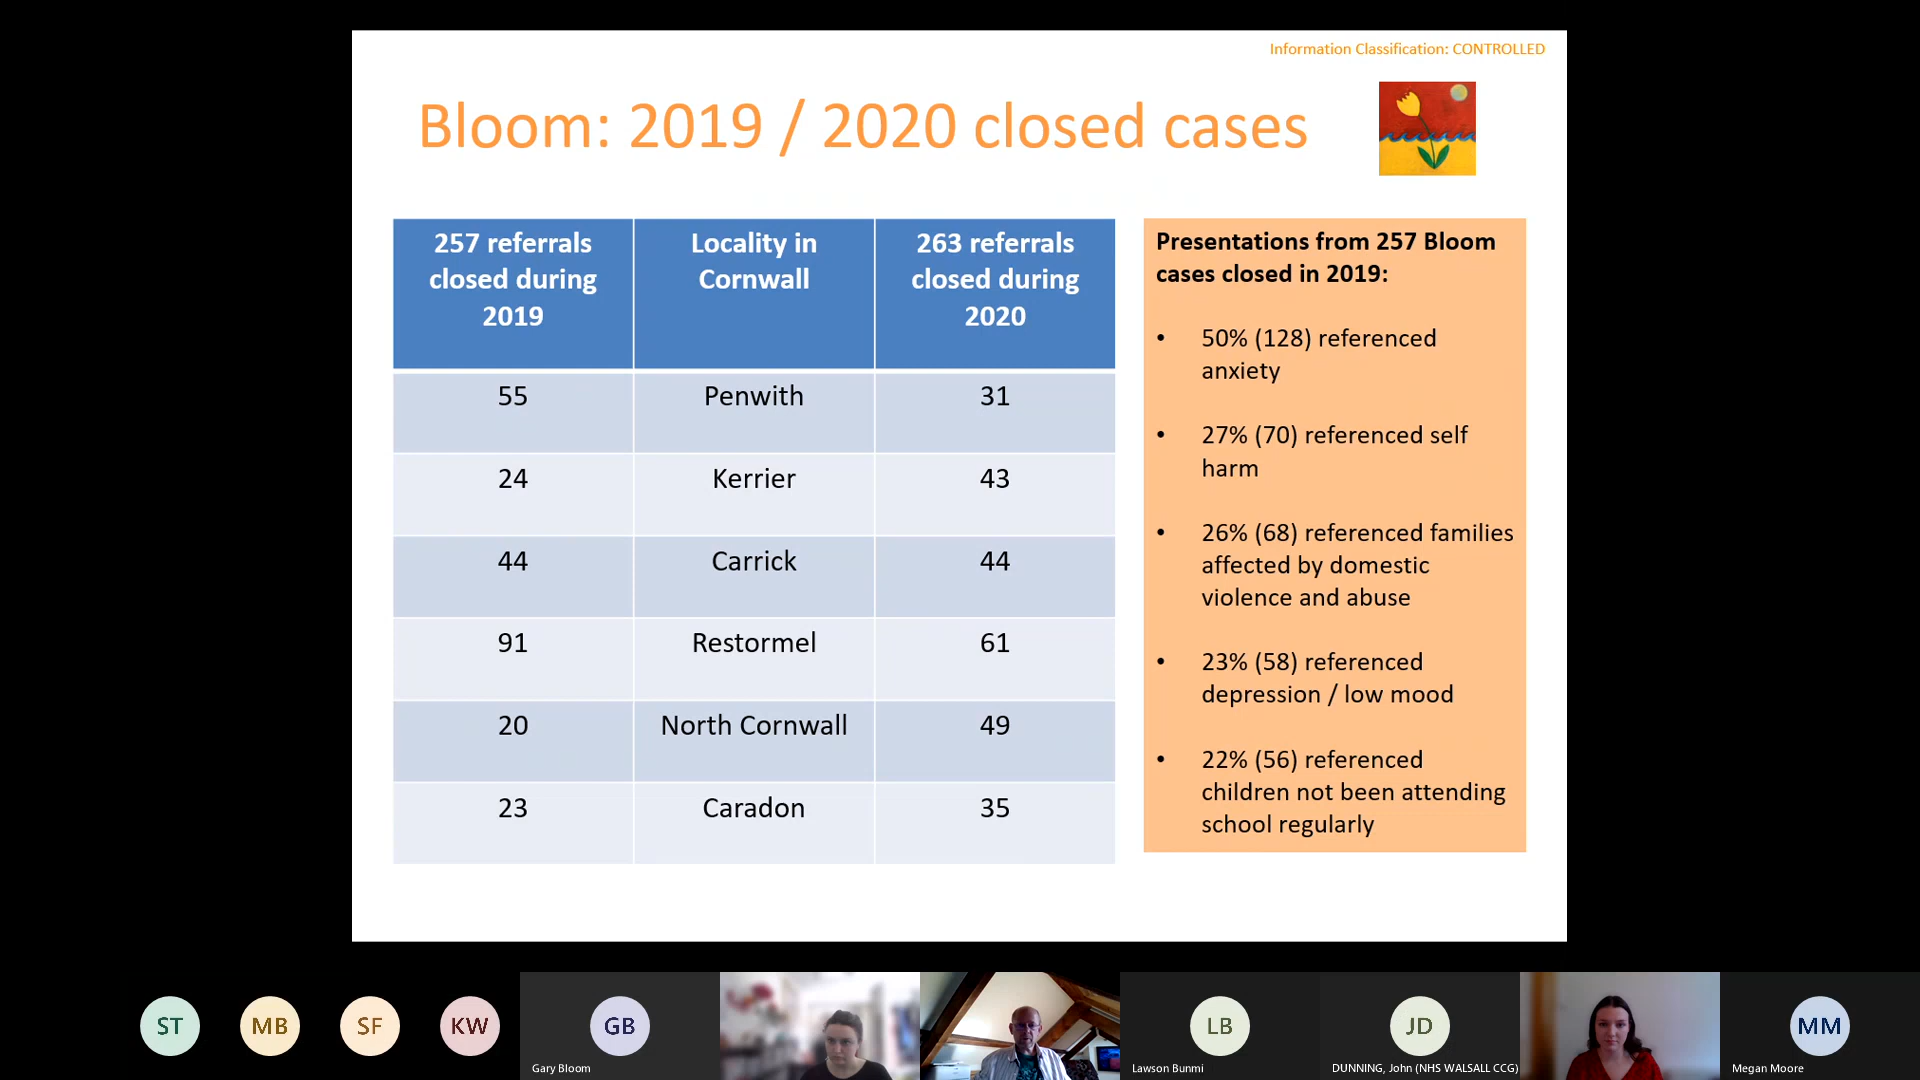 Information Classification: CONTROLLED
Bloom: 2019 / 2020 closed cases
257 referrals
closed during
2019
Locality in
Cornwall
263 referrals
closed during
2020
55 Penwith 31
24 Kerrier 43
44 Carrick 44
91 Restormel 61
20 North Cornwall 49
23 Caradon 35
Presentations from 257 Bloom
cases closed in 2019:
• 50% (128) referenced
anxiety
• 27% (70) referenced self
harm
• 26% (68) referenced families
affected by domestic
violence and abuse
• 23% (58) referenced
depression / low mood
• 22% (56) referenced
children not been attending
school regularly
ST MB SF KW GB LB JD MM
Gary Bloom
Lawson Bunmi
DUNNING, John (NHS WALSALL CCG)
Megan Moore